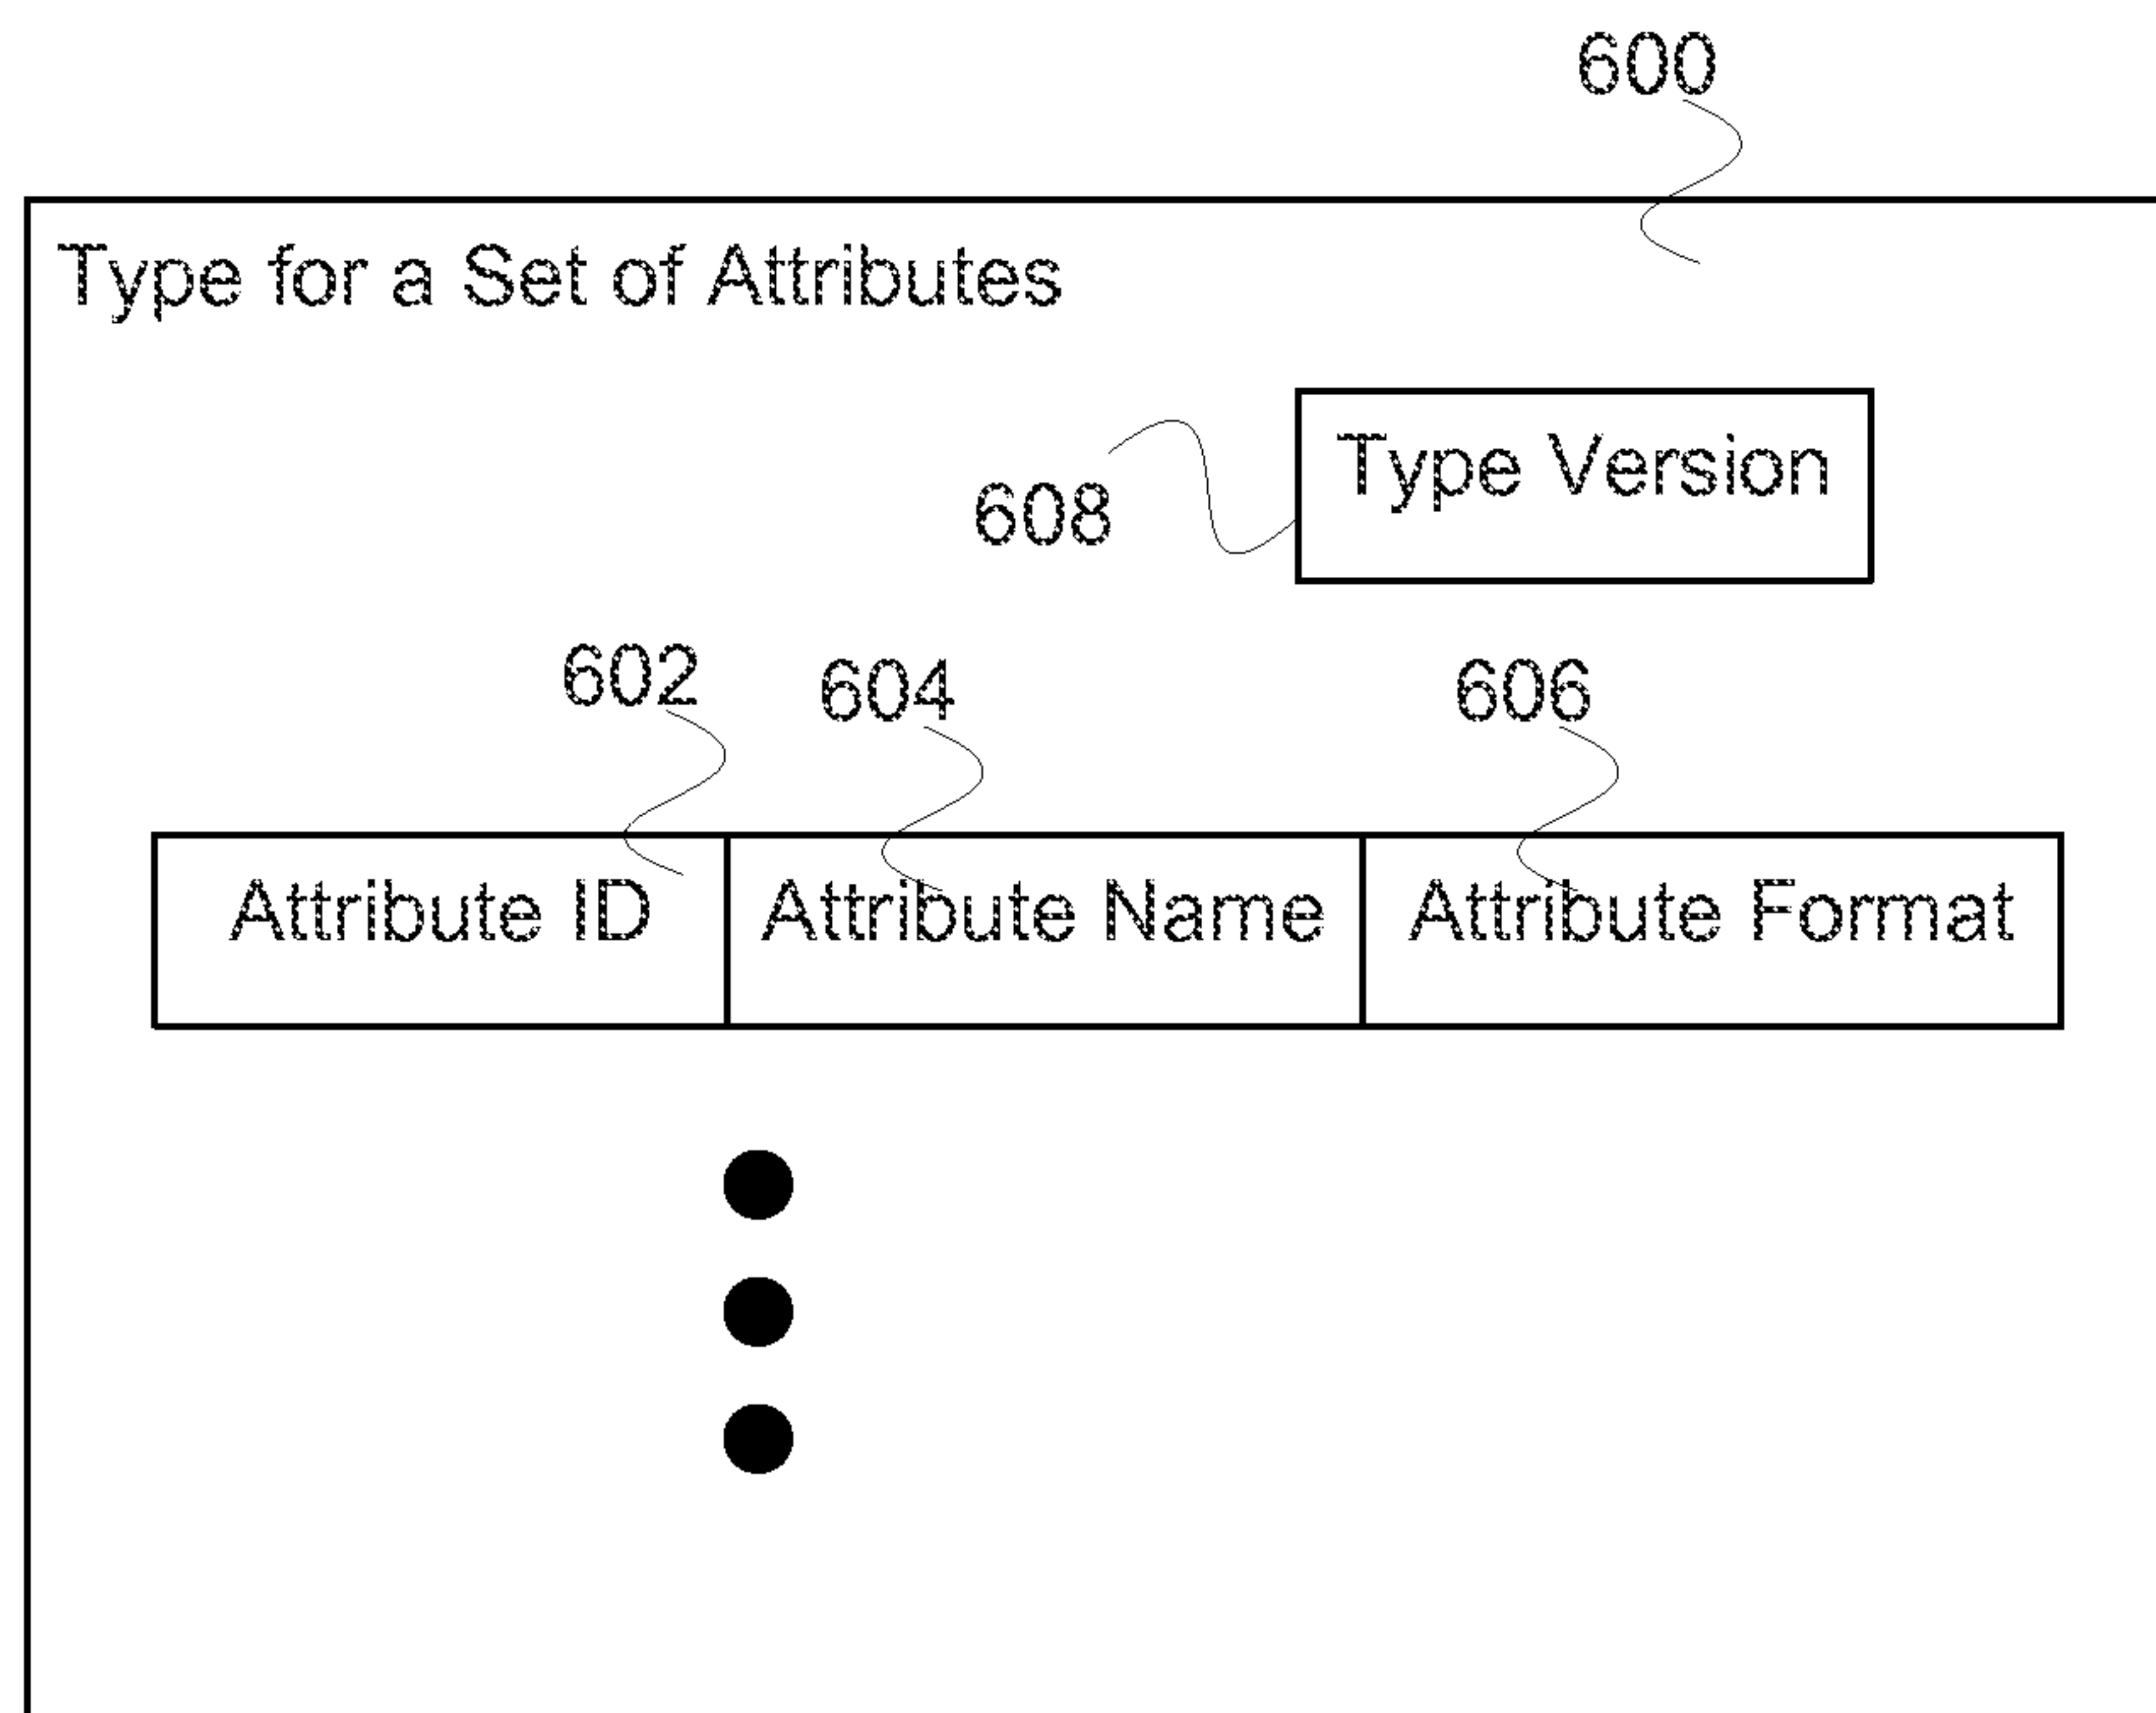 600
Type for a Set of Attributes
Type Version
608
602
604
606
Attribute ID
Attribute Name
Attribute Format